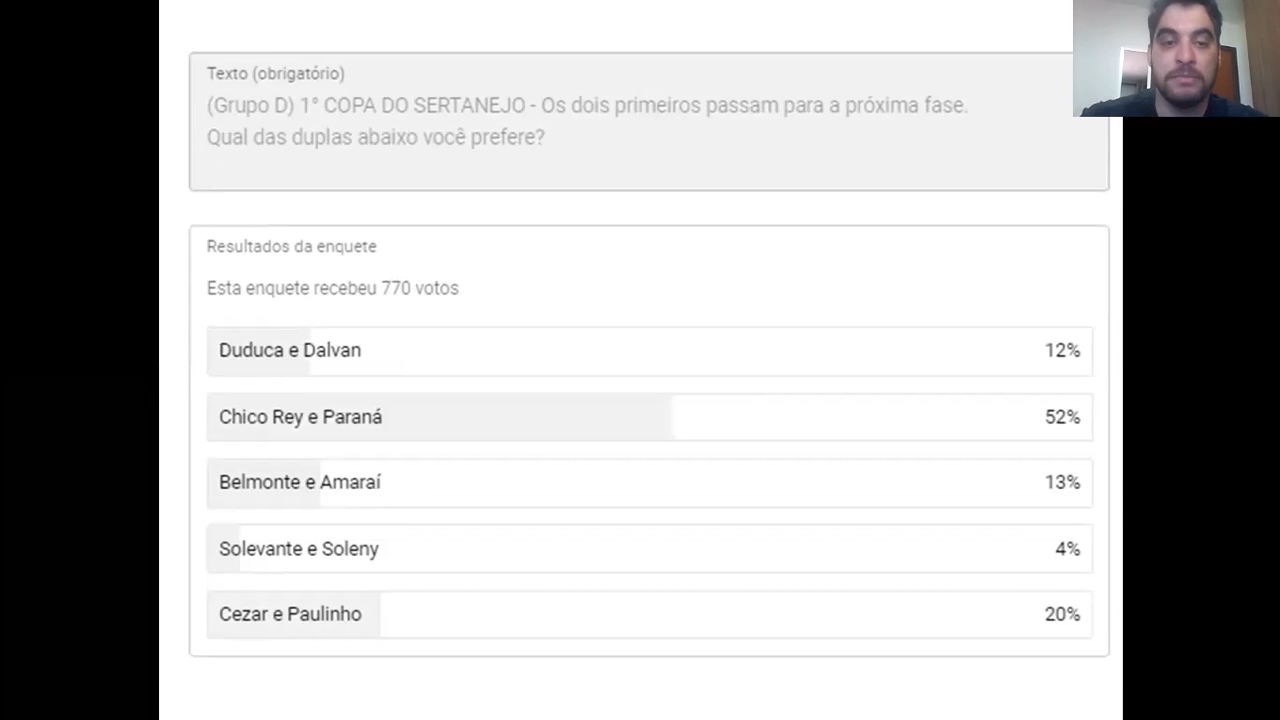 Texto (obrigatório)
(Grupo D) 1° COPA DO SERTANEJO - Os dois primeiros passam para a próxima fase.
Qual das duplas abaixo você prefere?
Resultados da enquete
Esta enquete recebeu 770 votos
Duduca e Dalvan 12%
Chico Rey e Paraná 52%
Belmonte e Amaraí 13%
Solevante e Soleny 4%
Cezar e Paulinho 20%